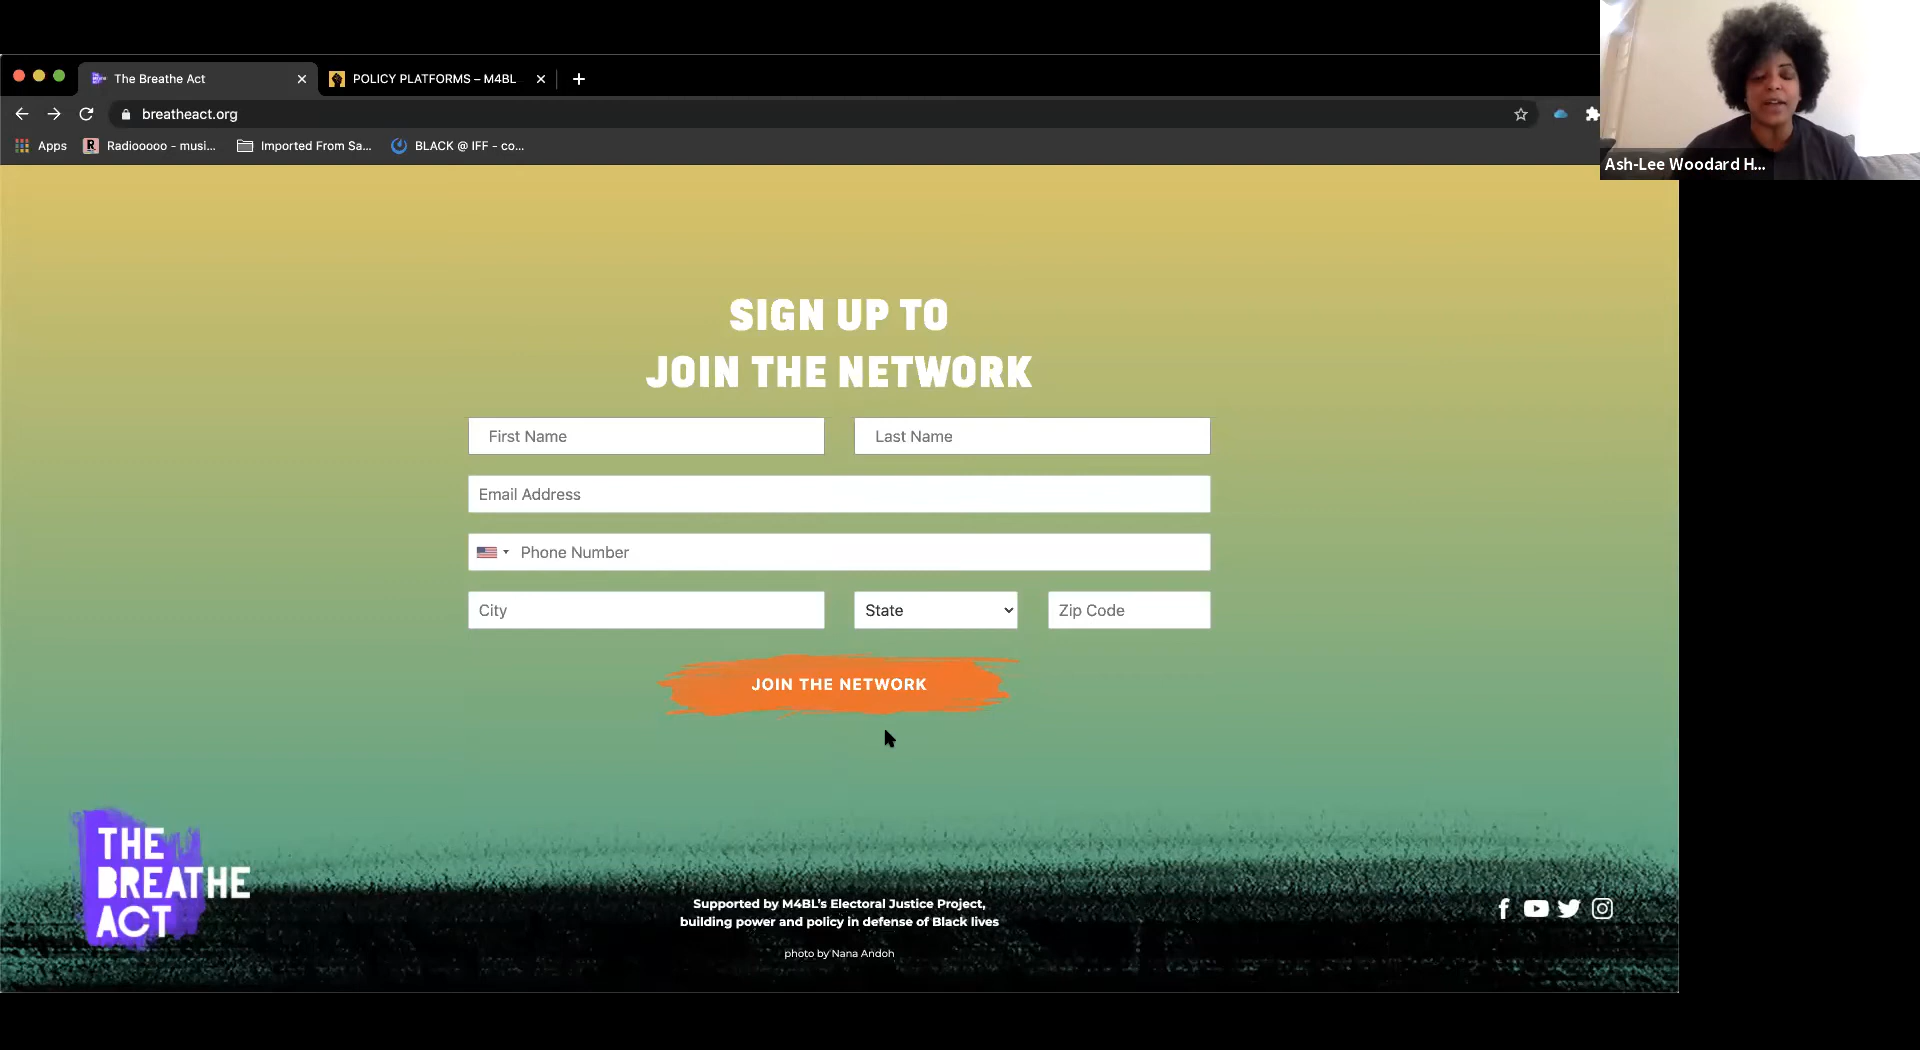 The Breathe Act
POLICY PLATFORMS – M4BL
breatheact.org
Apps
Radiooooo - musi...
Imported From Sa...
BLACK @ IFF - co...
Ash-Lee Woodard H...
SIGN UP TO
JOIN THE NETWORK
First Name
Last Name
Email Address
Phone Number
City
State
Zip Code
JOIN THE NETWORK
THE
BREATHE
ACT
Supported by M4BL's Electoral Justice Project,
building power and policy in defense of Black lives
photo by Nana Andoh